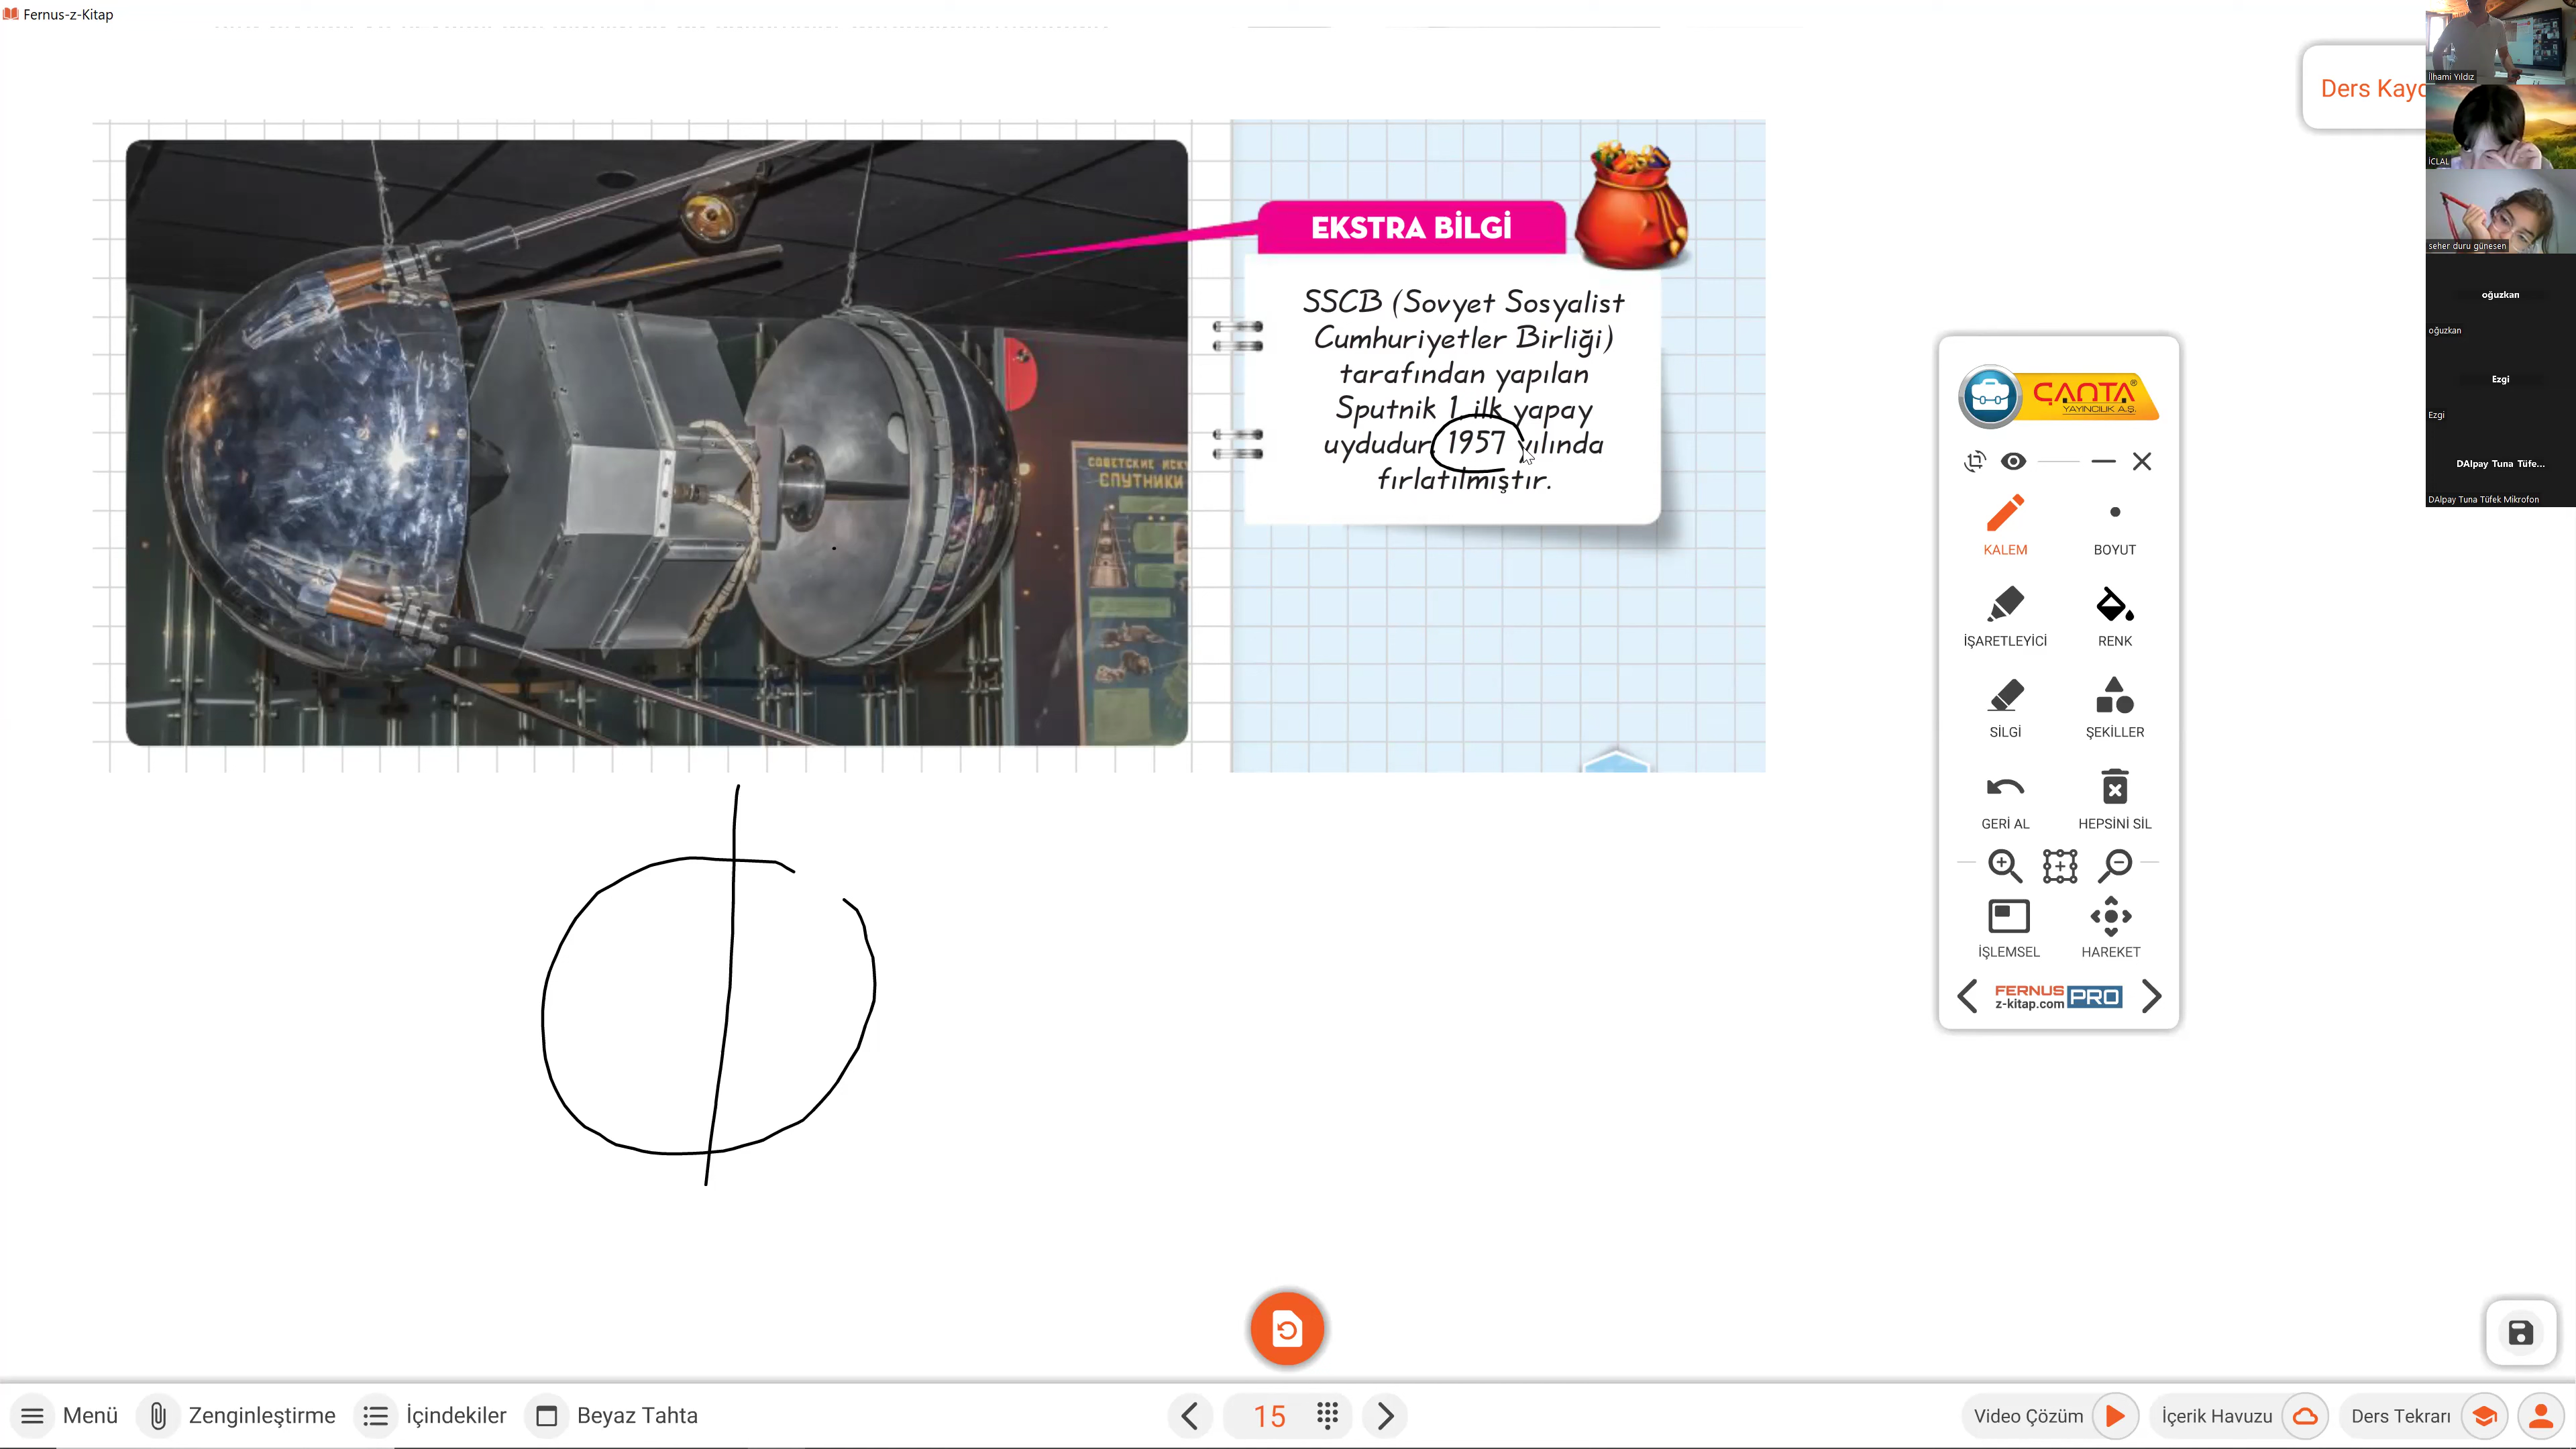 Fernus-z-Kitap
Ders Kayd
İlhami Yıldız
İCLAL
seher duru günesen
oğuzkan
oğuzkan
Ezgi
Ezgi
DAlpay Tuna Tüfe...
DAlpay Tuna Tüfek Mikrofon
EKSTRA BİLGİ
SSCB (Sovyet Sosyalist
Cumhuriyetler Birliği)
tarafından yapılan
Sputnik 1, ilk yapay
uydudur. 1957 yılında
fırlatılmıştır.
СОВЕТСКИЕ ИСК
СПУТНИКИ
ÇANTA®
YAYINCILIK A.Ş.
KALEM
BOYUT
İŞARETLEYİCİ
RENK
SİLGİ
ŞEKİLLER
GERİ AL
HEPSİNİ SİL
İŞLEMSEL
HAREKET
FERNUS PRO
z-kitap.com
Menü
Zenginleştirme
İçindekiler
Beyaz Tahta
15
Video Çözüm
İçerik Havuzu
Ders Tekrarı